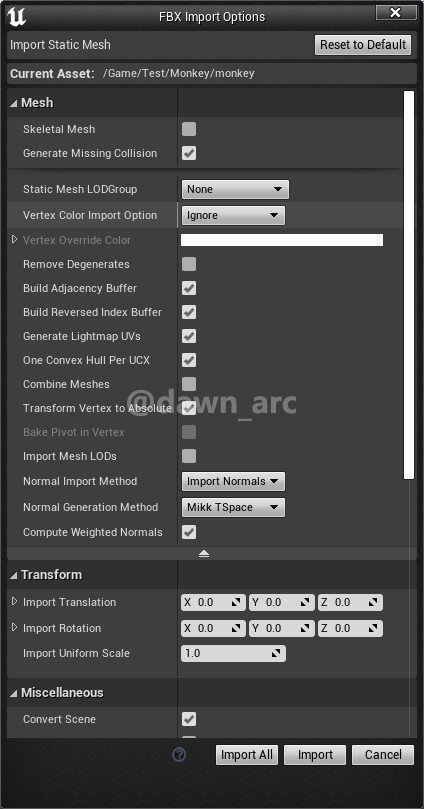 FBX Import Options
Import Static Mesh
Reset to Default
Current Asset: /Game/Test/Monkey/monkey
Mesh
Skeletal Mesh
Generate Missing Collision
Static Mesh LODGroup None
Vertex Color Import Option Ignore
Vertex Override Color
Remove Degenerates
Build Adjacency Buffer
Build Reversed Index Buffer
Generate Lightmap UVs
One Convex Hull Per UCX
Combine Meshes
@dawn_arc
Transform Vertex to Absolute
Bake Pivot in Vertex
Import Mesh LODs
Normal Import Method Import Normals
Normal Generation Method Mikk TSpace
Compute Weighted Normals
Transform
Import Translation X 0.0 Y 0.0 Z 0.0
Import Rotation X 0.0 Y 0.0 Z 0.0
Import Uniform Scale 1.0
Miscellaneous
Convert Scene
? Import All Import Cancel